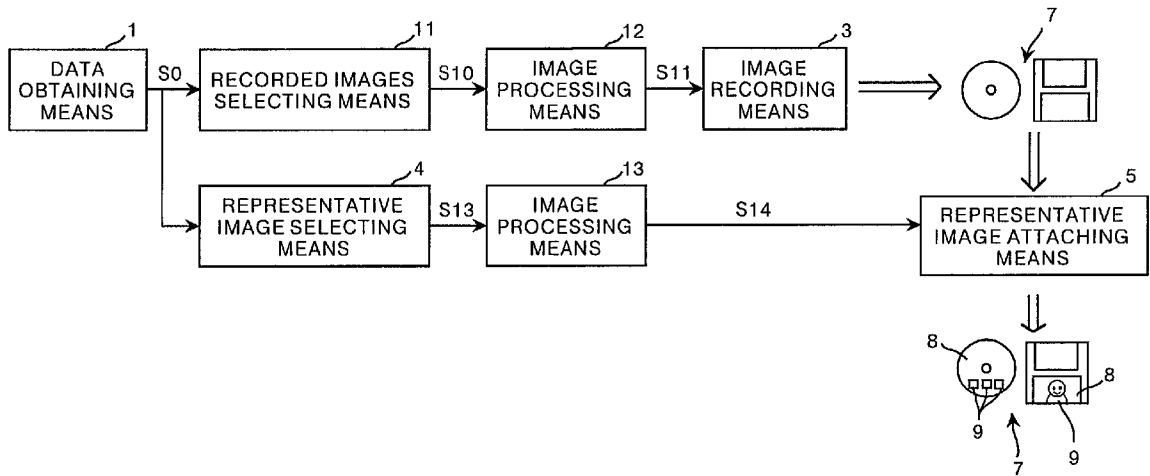 1
DATA
OBTAINING
MEANS
S0
11
RECORDED IMAGES
SELECTING MEANS
S10
12
IMAGE
PROCESSING
MEANS
S11
3
IMAGE
RECORDING
MEANS
7
4
REPRESENTATIVE
IMAGE SELECTING
MEANS
S13
13
IMAGE
PROCESSING
MEANS
S14
5
REPRESENTATIVE
IMAGE ATTACHING
MEANS
8
8
9
9
7